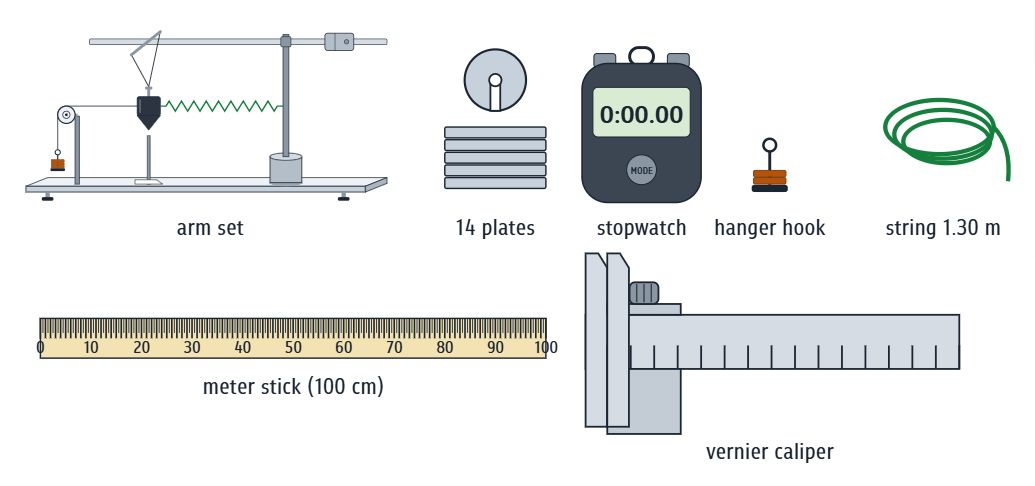 0:00.00
MODE
arm set
14 plates
stopwatch
hanger hook
string 1.30 m
0 10 20 30 40 50 60 70 80 90 100
meter stick (100 cm)
vernier caliper